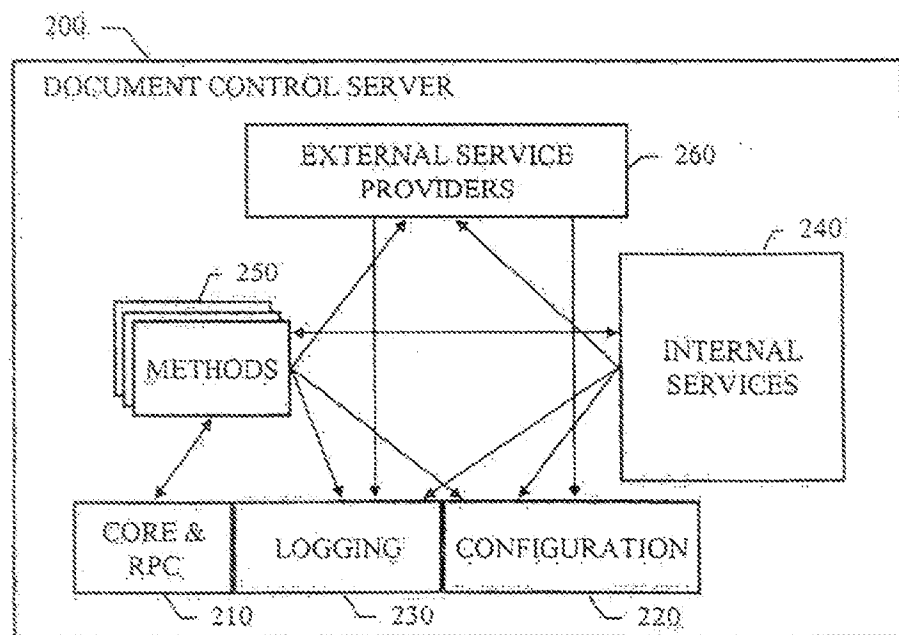 200
DOCUMENT CONTROL SERVER
EXTERNAL SERVICE
PROVIDERS
260
240
250
METHODS
INTERNAL
SERVICES
CORE &
RPC
LOGGING
CONFIGURATION
210
230
220